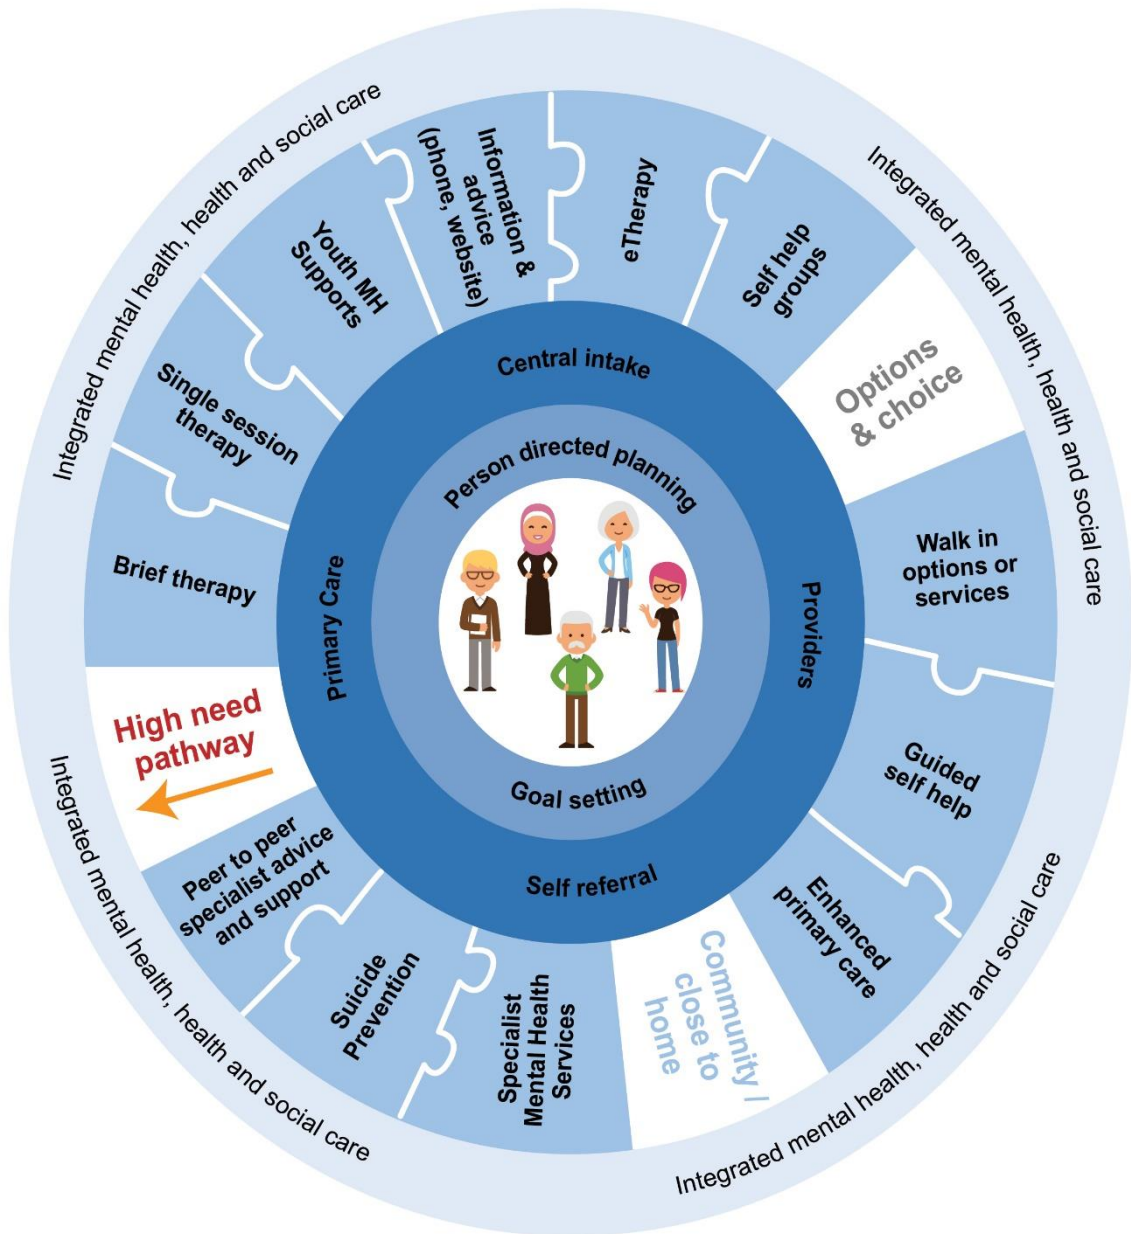 Integrated mental health, health and social care
Integrated mental health, health and social care
Integrated mental health, health and social care
Integrated mental health, health and social care
Information &
advice
(phone, website)
eTherapy
Self help
groups
Options
& choice
Walk in
options or
services
Guided
self help
Enhanced
primary care
Community /
close to
home
Specialist
Mental Health
Services
Suicide
Prevention
Peer to peer
specialist advice
and support
High need
pathway
Brief therapy
Single session
therapy
Youth MH
Supports
Central intake
Providers
Self referral
Primary Care
Person directed planning
Goal setting